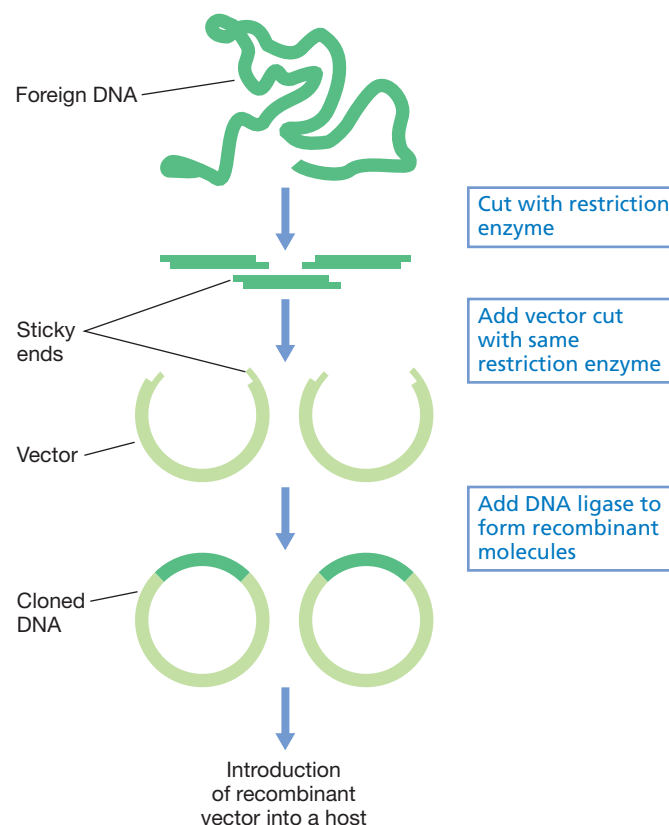 Foreign DNA
Cut with restriction
enzyme
Sticky
ends
Add vector cut
with same
restriction enzyme
Vector
Add DNA ligase to
form recombinant
molecules
Cloned
DNA
Introduction
of recombinant
vector into a host